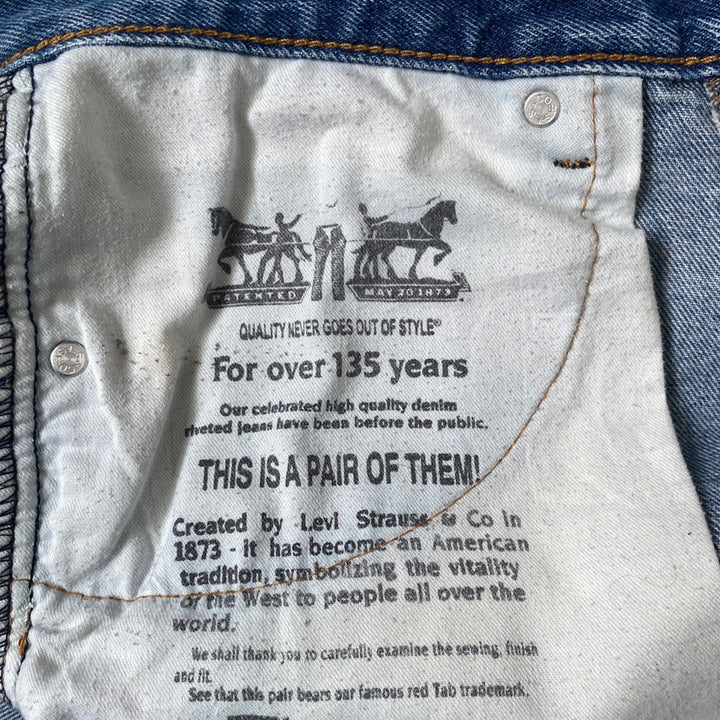 PATENTED MAY 20 1873
QUALITY NEVER GOES OUT OF STYLE®
For over 135 years
Our celebrated high quality denim
riveted jeans have been before the public.
THIS IS A PAIR OF THEM!
Created by Levi Strauss & Co in
1873 - it has become an American
tradition, symbolizing the vitality
of the West to people all over the
world.
We shall thank you to carefully examine the sewing, finish
and fit.
See that this pair bears our famous red Tab trademark.